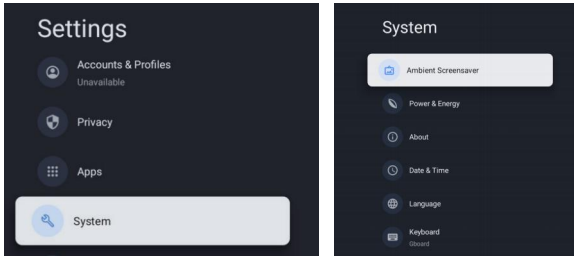 Settings
Accounts & Profiles
Unavailable
Privacy
Apps
System
System
Ambient Screensaver
Power & Energy
About
Date & Time
Language
Keyboard
Gboard